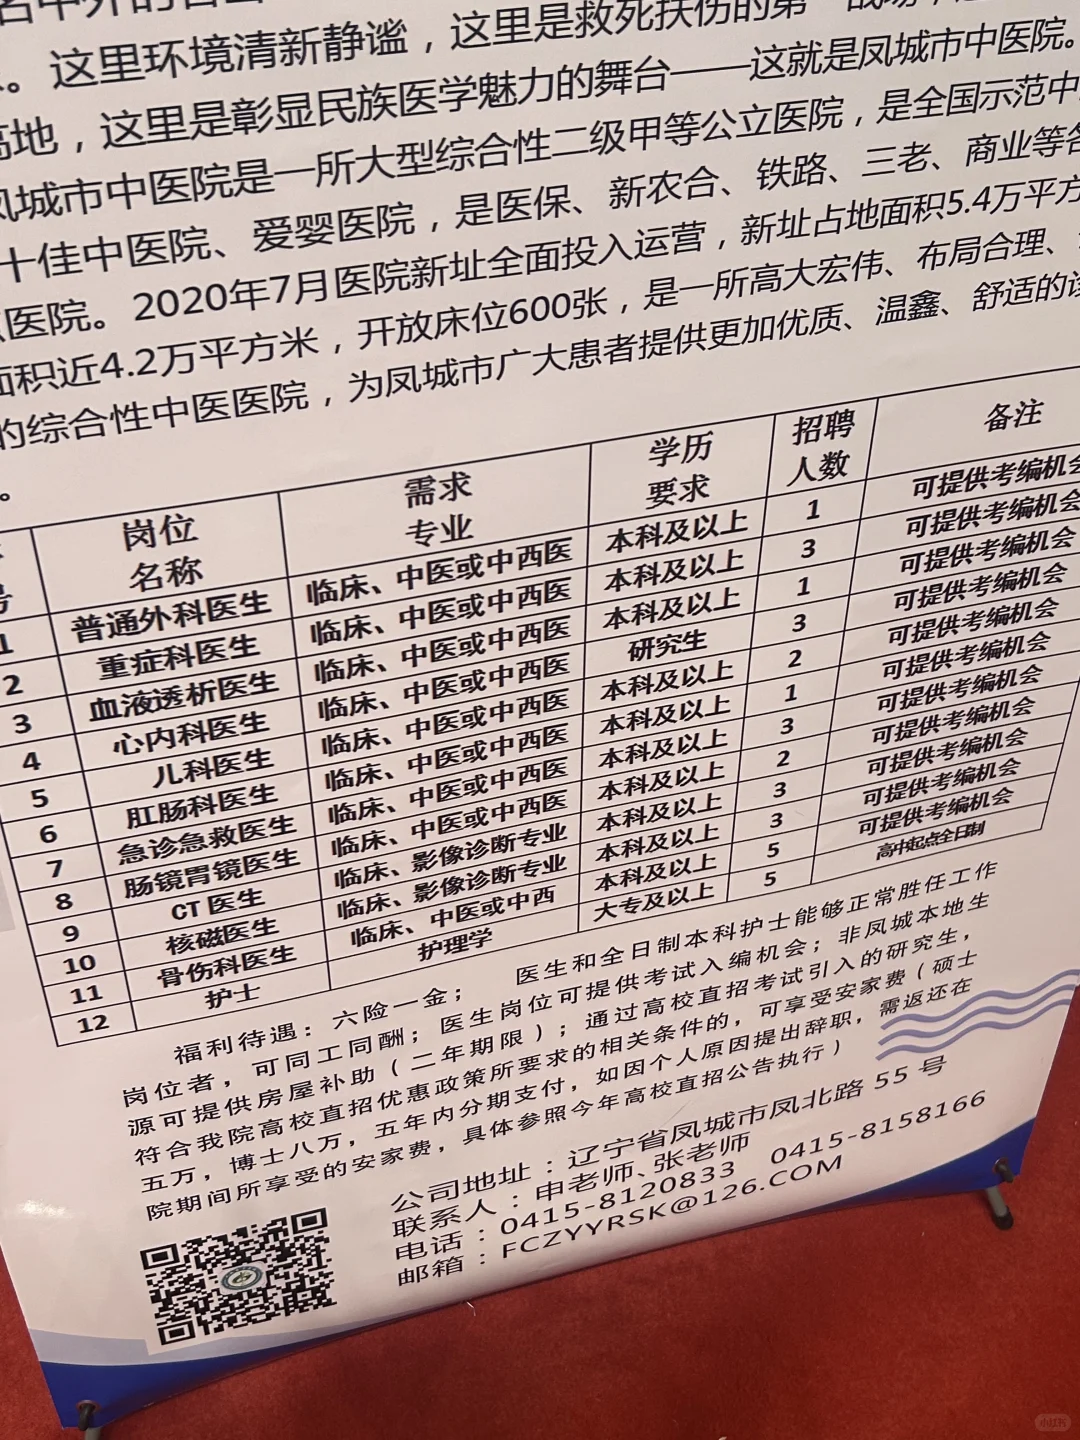 。这里环境清新静谧，这里是救死扶伤的第一战场，
高地，这里是彰显民族医学魅力的舞台——这就是凤城市中医院。
凤城市中医院是一所大型综合性二级甲等公立医院，是全国示范中
十佳中医院、爱婴医院，是医保、新农合、铁路、三老、商业等各
医院。2020年7月医院新址全面投入运营，新址占地面积5.4万平方
面积近4.2万平方米，开放床位600张，是一所高大宏伟、布局合理、
的综合性中医医院，为凤城市广大患者提供更加优质、温鑫、舒适的
。
号 岗位名称 需求专业 学历要求 招聘人数 备注
1 普通外科医生 临床、中医或中西医 本科及以上 1 可提供考编机会
2 重症科医生 临床、中医或中西医 本科及以上 3 可提供考编机会
3 血液透析医生 临床、中医或中西医 本科及以上 1 可提供考编机会
4 心内科医生 临床、中医或中西医 研究生 3 可提供考编机会
5 儿科医生 临床、中医或中西医 本科及以上 2 可提供考编机会
6 肛肠科医生 临床、中医或中西医 本科及以上 1 可提供考编机会
7 急诊急救医生 临床、中医或中西医 本科及以上 3 可提供考编机会
8 肠镜胃镜医生 临床、中医或中西医 本科及以上 2 可提供考编机会
9 CT医生 临床、影像诊断专业 本科及以上 3 可提供考编机会
10 核磁医生 临床、影像诊断专业 本科及以上 3 可提供考编机会
11 骨伤科医生 临床、中医或中西 本科及以上 5 可提供考编机会
12 护士 护理学 大专及以上 5 高中起点全日制
福利待遇：六险一金； 医生和全日制本科护士能够正常胜任工作
岗位者，可同工同酬；医生岗位可提供考试入编机会；非凤城本地生
源可提供房屋补助（二年期限）；通过高校直招考试引入的研究生，
符合我院高校直招优惠政策所要求的相关条件的，可享受安家费（硕士
五万，博士八万，五年内分期支付，如因个人原因提出辞职，需返还在
院期间所享受的安家费，具体参照今年高校直招公告执行）
公司地址：辽宁省凤城市凤北路55号
联系人：申老师、张老师
电话：0415-8120833 0415-8158166
邮箱：FCZYYRSK@126.COM
小红书